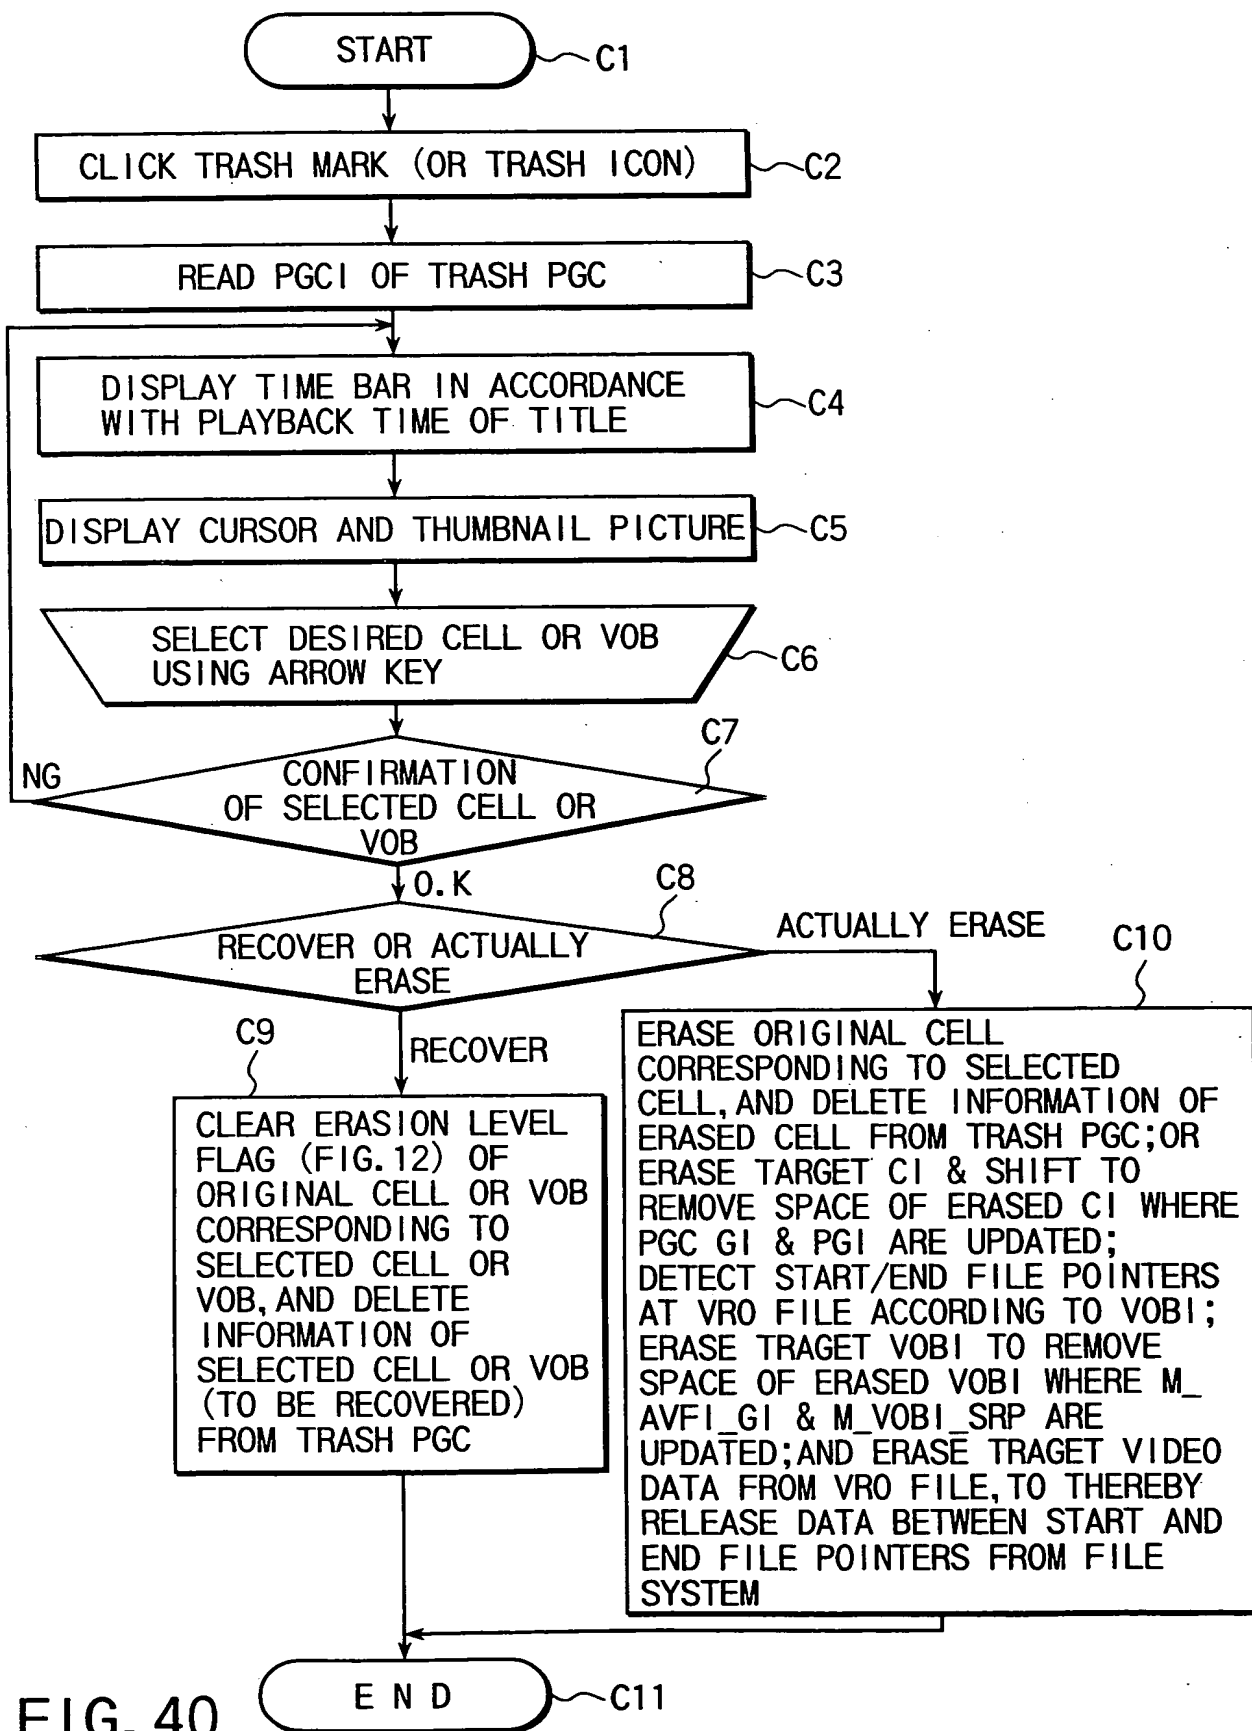 START
C1
CLICK TRASH MARK (OR TRASH ICON)
C2
READ PGCI OF TRASH PGC
C3
DISPLAY TIME BAR IN ACCORDANCE
WITH PLAYBACK TIME OF TITLE
C4
DISPLAY CURSOR AND THUMBNAIL PICTURE
C5
SELECT DESIRED CELL OR VOB
USING ARROW KEY
C6
C7
NG
CONFIRMATION
OF SELECTED CELL OR
VOB
O.K
C8
RECOVER OR ACTUALLY
ERASE
ACTUALLY ERASE
C10
C9
RECOVER
CLEAR ERASION LEVEL
FLAG (FIG.12) OF
ORIGINAL CELL OR VOB
CORRESPONDING TO
SELECTED CELL OR
VOB, AND DELETE
INFORMATION OF
SELECTED CELL OR VOB
(TO BE RECOVERED)
FROM TRASH PGC
ERASE ORIGINAL CELL
CORRESPONDING TO SELECTED
CELL, AND DELETE INFORMATION OF
ERASED CELL FROM TRASH PGC;OR
ERASE TARGET CI & SHIFT TO
REMOVE SPACE OF ERASED CI WHERE
PGC GI & PGI ARE UPDATED;
DETECT START/END FILE POINTERS
AT VRO FILE ACCORDING TO VOBI;
ERASE TRAGET VOBI TO REMOVE
SPACE OF ERASED VOBI WHERE M_
AVFI_GI & M_VOBI_SRP ARE
UPDATED;AND ERASE TRAGET VIDEO
DATA FROM VRO FILE, TO THEREBY
RELEASE DATA BETWEEN START AND
END FILE POINTERS FROM FILE
SYSTEM
END
C11
FIG. 40